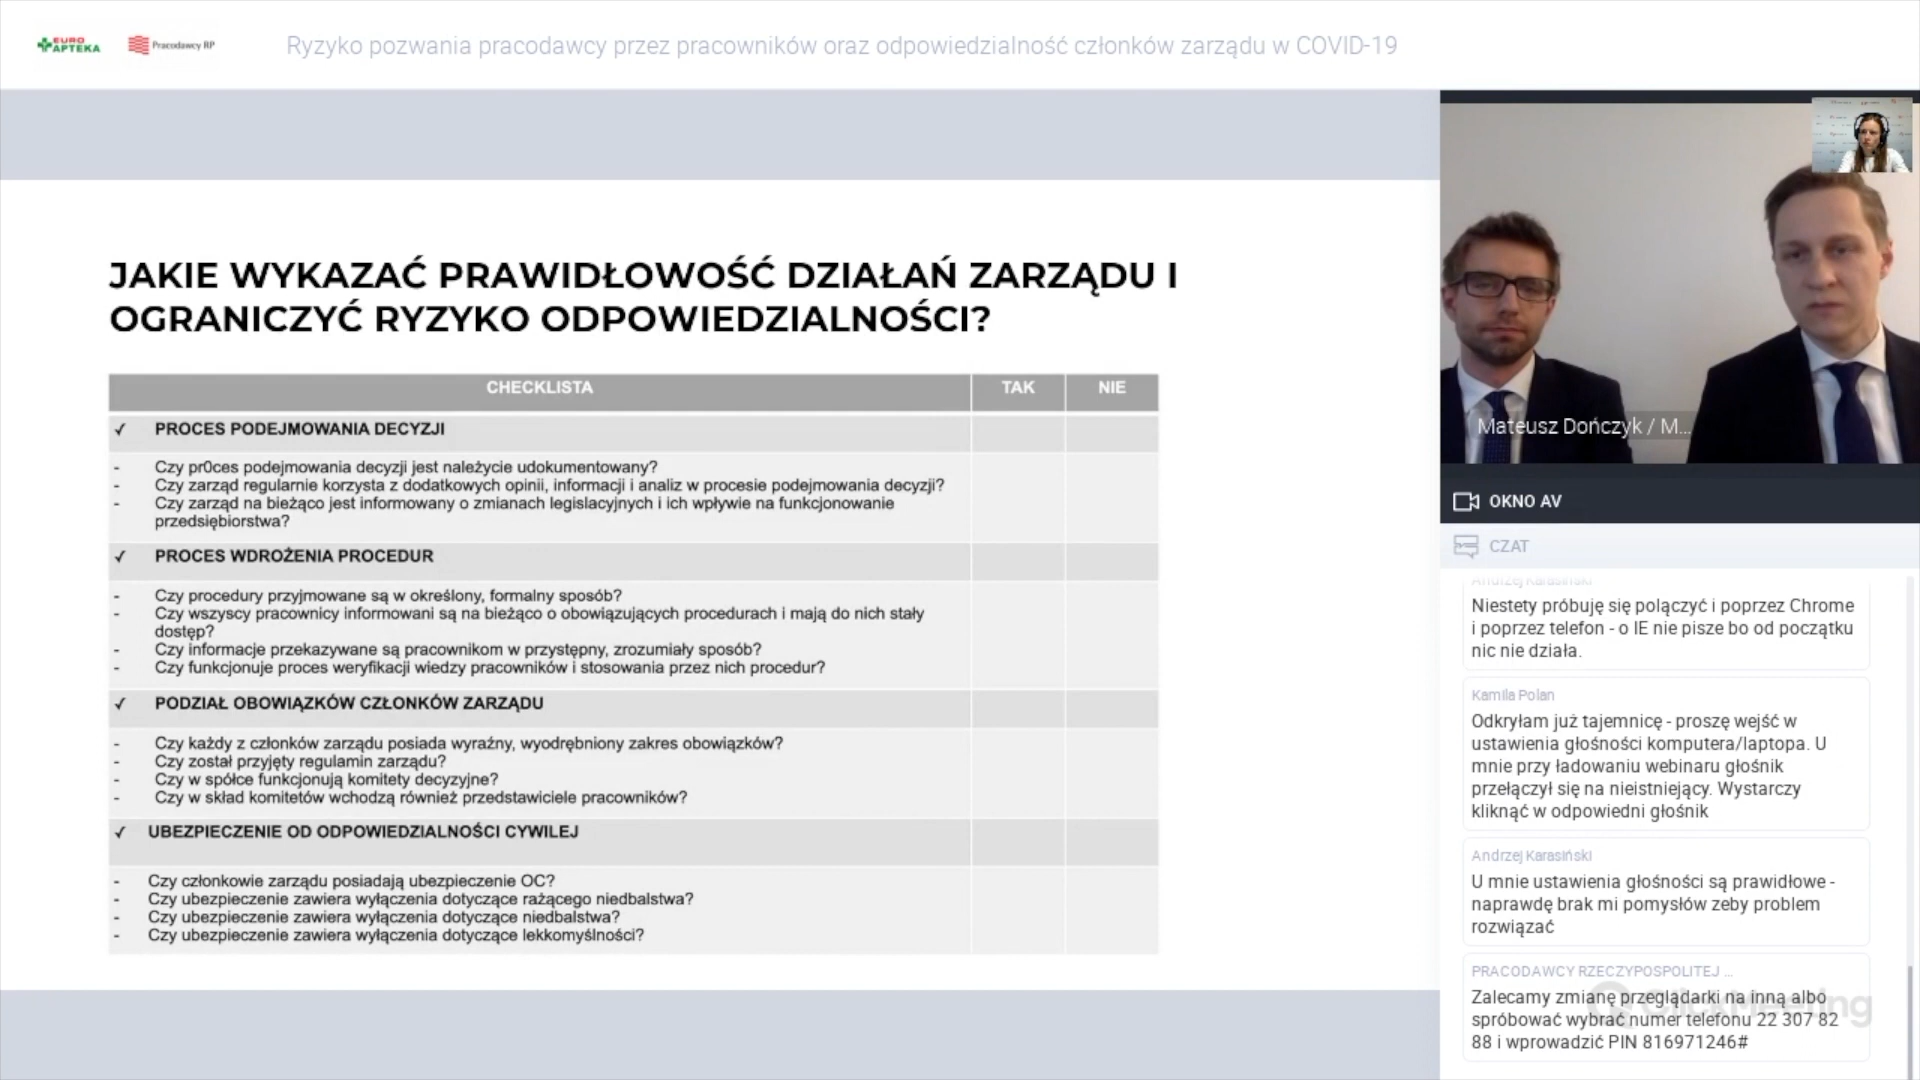 EURO
APTEKA
Pracodawcy RP
Ryzyko pozwania pracodawcy przez pracowników oraz odpowiedzialność członków zarządu w COVID-19
JAKIE WYKAZAĆ PRAWIDŁOWOŚĆ DZIAŁAŃ ZARZĄDU I
OGRANICZYĆ RYZYKO ODPOWIEDZIALNOŚCI?
CHECKLISTA TAK NIE
✓ PROCES PODEJMOWANIA DECYZJI
- Czy pr0ces podejmowania decyzji jest należycie udokumentowany?
- Czy zarząd regularnie korzysta z dodatkowych opinii, informacji i analiz w procesie podejmowania decyzji?
- Czy zarząd na bieżąco jest informowany o zmianach legislacyjnych i ich wpływie na funkcjonowanie
przedsiębiorstwa?
✓ PROCES WDROŻENIA PROCEDUR
- Czy procedury przyjmowane są w określony, formalny sposób?
- Czy wszyscy pracownicy informowani są na bieżąco o obowiązujących procedurach i mają do nich stały
dostęp?
- Czy informacje przekazywane są pracownikom w przystępny, zrozumiały sposób?
- Czy funkcjonuje proces weryfikacji wiedzy pracowników i stosowania przez nich procedur?
✓ PODZIAŁ OBOWIĄZKÓW CZŁONKÓW ZARZĄDU
- Czy każdy z członków zarządu posiada wyraźny, wyodrębniony zakres obowiązków?
- Czy został przyjęty regulamin zarządu?
- Czy w spółce funkcjonują komitety decyzyjne?
- Czy w skład komitetów wchodzą również przedstawiciele pracowników?
✓ UBEZPIECZENIE OD ODPOWIEDZIALNOŚCI CYWILEJ
- Czy członkowie zarządu posiadają ubezpieczenie OC?
- Czy ubezpieczenie zawiera wyłączenia dotyczące rażącego niedbalstwa?
- Czy ubezpieczenie zawiera wyłączenia dotyczące niedbalstwa?
- Czy ubezpieczenie zawiera wyłączenia dotyczące lekkomyślności?
Mateusz Dończyk / M...
OKNO AV
CZAT
Andrzej Karasiński
Niestety próbuję się połączyć i poprzez Chrome
i poprzez telefon - o IE nie pisze bo od początku
nic nie działa.
Kamila Polan
Odkryłam już tajemnicę - proszę wejść w
ustawienia głośności komputera/laptopa. U
mnie przy ładowaniu webinaru głośnik
przełączył się na nieistniejący. Wystarczy
kliknąć w odpowiedni głośnik
Andrzej Karasiński
U mnie ustawienia głośności są prawidłowe -
naprawdę brak mi pomysłów zeby problem
rozwiązać
PRACODAWCY RZECZYPOSPOLITEJ ...
Zalecamy zmianę przeglądarki na inną albo
spróbować wybrać numer telefonu 22 307 82
88 i wprowadzić PIN 816971246#
ClickMeeting